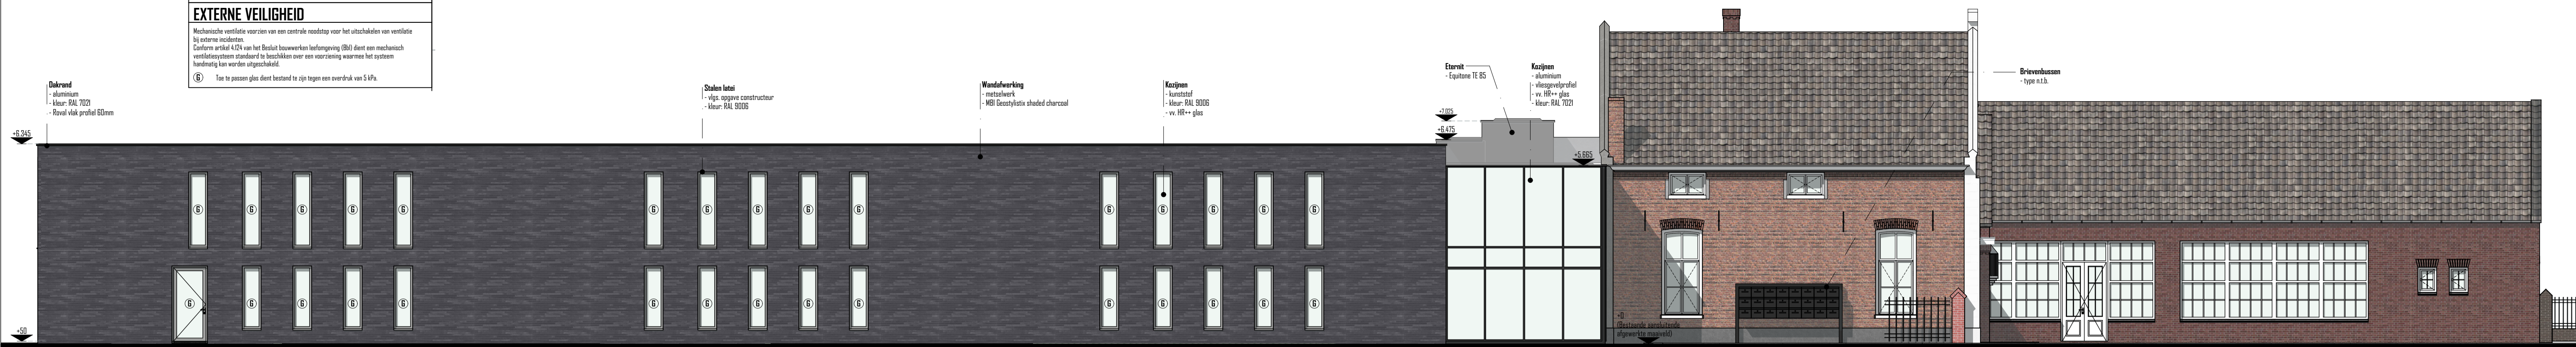 EXTERNE VEILIGHEID
Mechanische ventilatie voorzien van een centrale noodstop voor het uitschakelen van ventilatie
bij externe incidenten.
Conform artikel 4.124 van het Besluit bouwwerken leefomgeving (Bbl) dient een mechanisch
ventilatiesysteem standaard te beschikken over een voorziening waarmee het systeem
handmatig kan worden uitgeschakeld.
G Toe te passen glas dient bestand te zijn tegen een overdruk van 5 kPa.
Dakrand
- aluminium
- kleur: RAL 7021
- Roval vlak profiel 60mm
Stalen latei
- vlgs. opgave constructeur
- kleur: RAL 9006
Wandafwerking
- metselwerk
- MBI Geostylistix shaded charcoal
Kozijnen
- kunststof
- kleur: RAL 9006
- vv. HR++ glas
Eternit
- Equitone TE 85
Kozijnen
- aluminium
- vliesgevelprofiel
- vv. HR++ glas
- kleur: RAL 7021
Brievenbussen
- type n.t.b.
+6.345
+7.025
+6.475
+5.665
G G G G G G G G G G G G G G G
G G G G G G G G G G G G G G G
+50
+0
(Bestaande aansluitende
afgewerkte maaiveld)